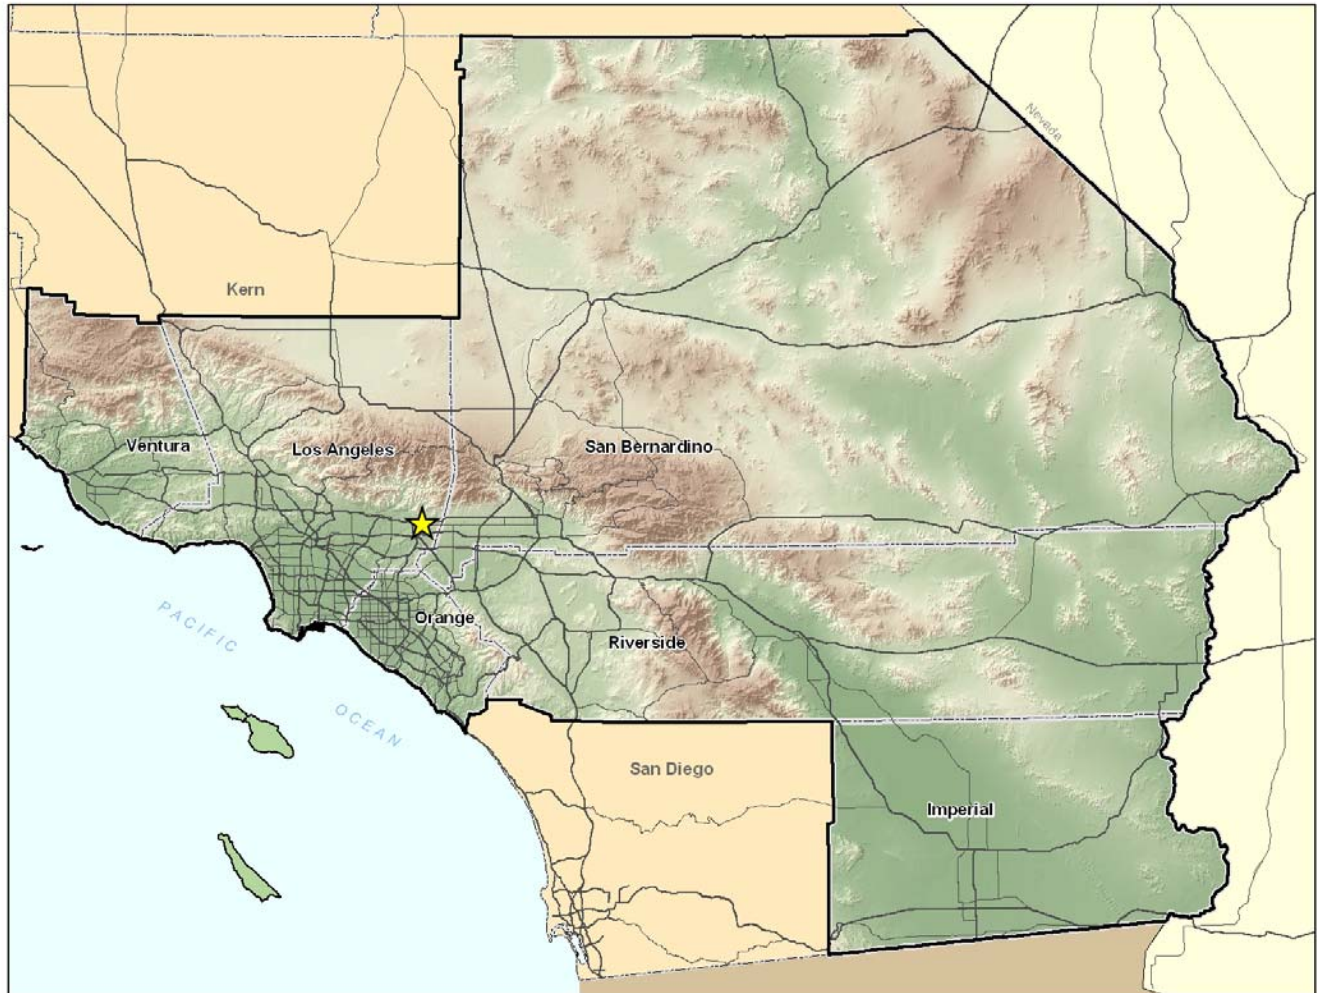 Nevada
Kern
Ventura
Los Angeles
San Bernardino
PACIFIC
Orange
Riverside
OCEAN
San Diego
Imperial